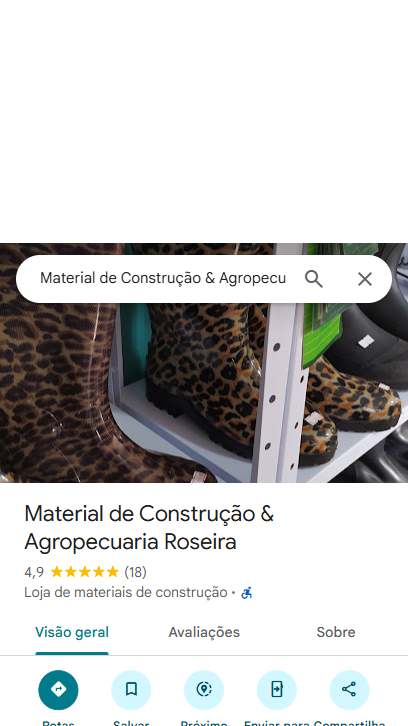 Material de Construção & Agropecu
Material de Construção &
Agropecuaria Roseira
4,9 (18)
Loja de materiais de construção ·
Visão geral Avaliações Sobre
Rotas Salvar Próximo Enviar para Compartilha